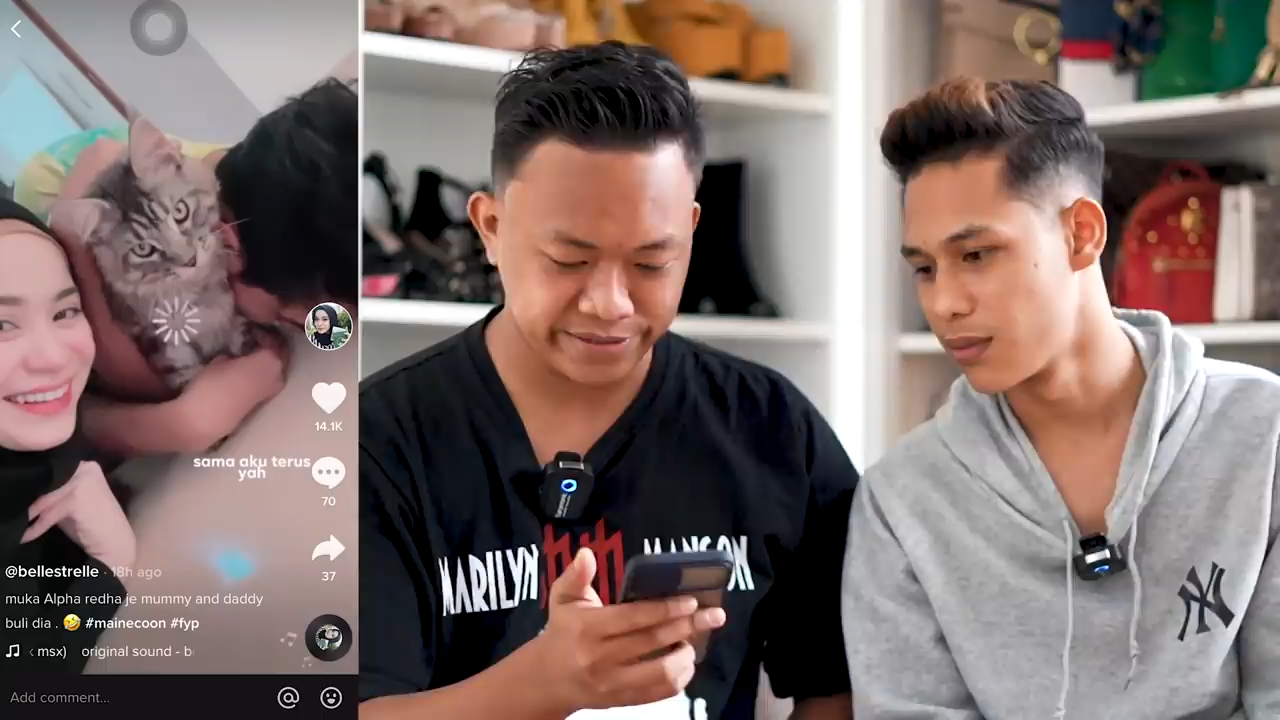 sama aku terus
yah
14.1K
70
37
@bellestrelle · 18h ago
muka Alpha redha je mummy and daddy
buli dia . 🤣 #mainecoon #fyp
msx) original sound - b
Add comment...
MARILYN MANSON
NY